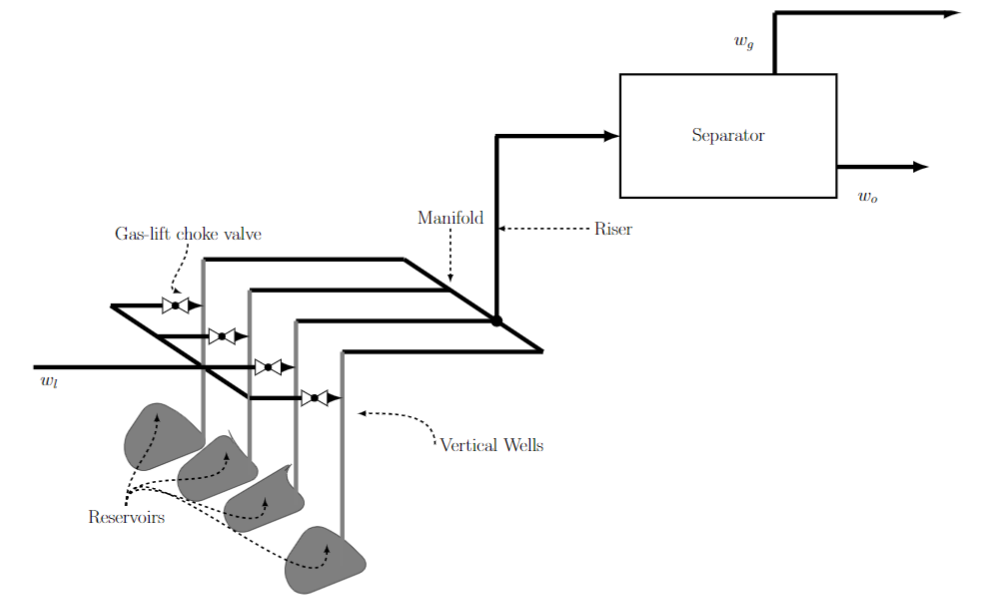 w_g
Separator
w_o
Manifold
Riser
Gas-lift choke valve
w_l
Vertical Wells
Reservoirs